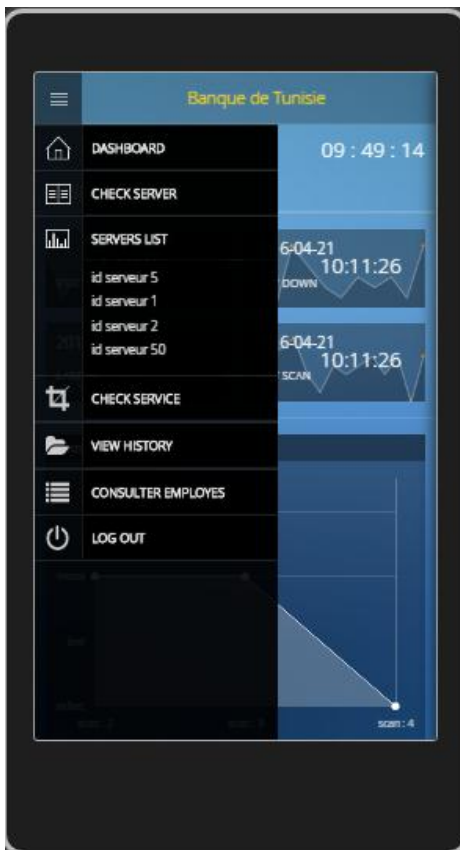 Banque de Tunisie
DASHBOARD
09 : 49 : 14
CHECK SERVER
SERVERS LIST
6-04-21
10:11:26
DOWN
id serveur 5
id serveur 1
id serveur 2
id serveur 50
6-04-21
10:11:26
SCAN
CHECK SERVICE
VIEW HISTORY
CONSULTER EMPLOYES
LOG OUT
scan : 4